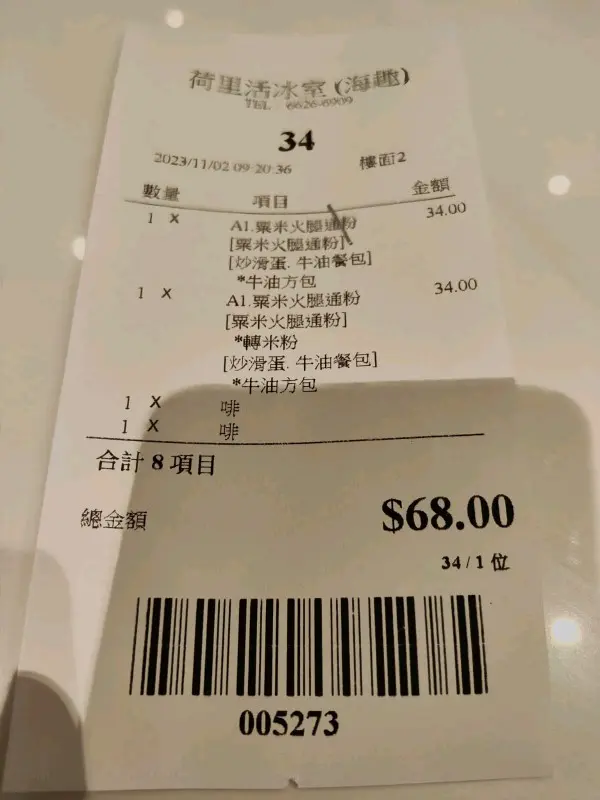 荷里活冰室 (海趣)
TEL 6626-6909
34
2023/11/02 09:20:36 樓面2
數量 項目 金額
1 X A1.粟米火腿通粉 34.00
[粟米火腿通粉]
[炒滑蛋. 牛油餐包]
*牛油方包
1 X A1.粟米火腿通粉 34.00
[粟米火腿通粉]
*轉米粉
[炒滑蛋. 牛油餐包]
*牛油方包
1 X 啡
1 X 啡
合計 8 項目
總金額 $68.00
34 / 1 位
005273